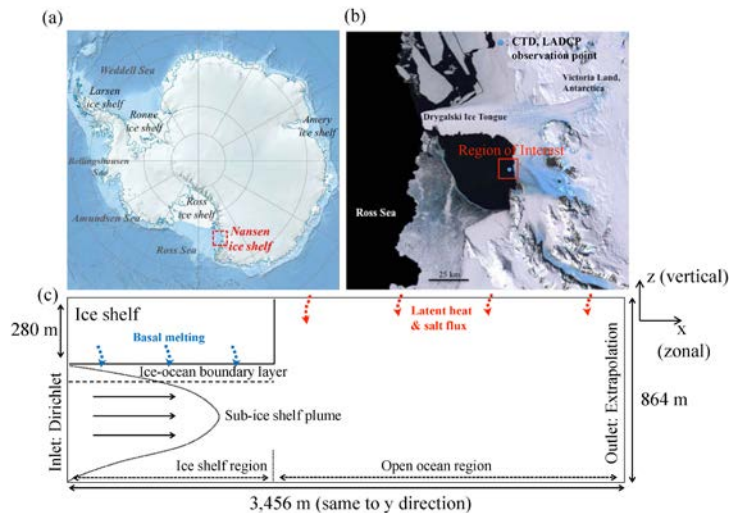 (a)
Weddell Sea
Larsen
ice shelf
Ronne
ice shelf
Amery
ice shelf
Bellingshausen
Sea
Ross
ice shelf
Amundsen Sea
Ross Sea
Nansen
ice shelf
(b)
: CTD, LADCP
observation point
Victoria Land,
Antarctica
Drygalski Ice Tongue
Region of Interest
Ross Sea
25 km
(c)
z (vertical)
x
(zonal)
280 m
Ice shelf
Basal melting
Latent heat
& salt flux
Ice-ocean boundary layer
Inlet: Dirichlet
Sub-ice shelf plume
Outlet: Extrapolation
864 m
Ice shelf region
Open ocean region
3,456 m (same to y direction)